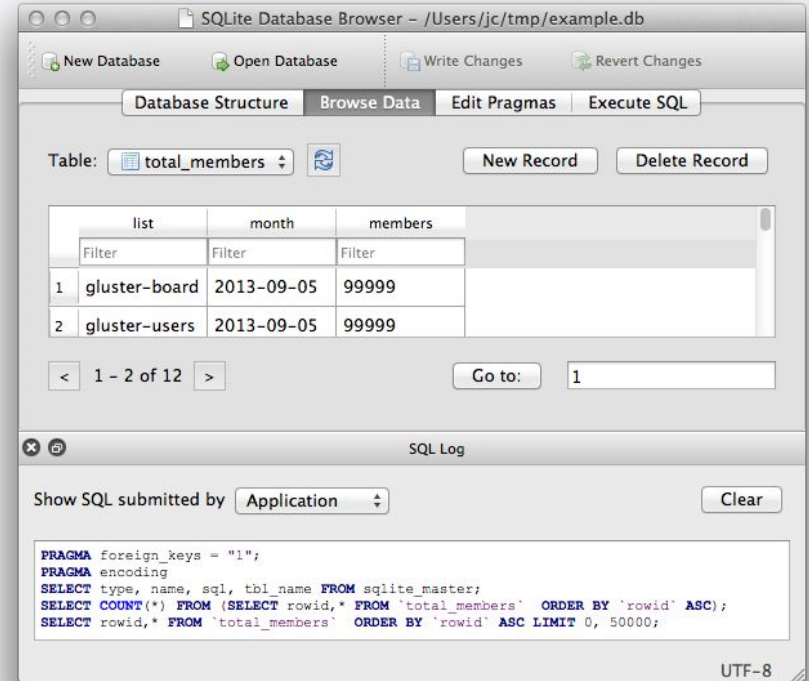 SQLite Database Browser - /Users/jc/tmp/example.db
New Database Open Database Write Changes Revert Changes
Database Structure Browse Data Edit Pragmas Execute SQL
Table: total_members New Record Delete Record
list month members
Filter Filter Filter
1 gluster-board 2013-09-05 99999
2 gluster-users 2013-09-05 99999
< 1 - 2 of 12 > Go to: 1
SQL Log
Show SQL submitted by Application Clear
PRAGMA foreign_keys = "1";
PRAGMA encoding
SELECT type, name, sql, tbl_name FROM sqlite_master;
SELECT COUNT(*) FROM (SELECT rowid,* FROM `total_members`  ORDER BY `rowid` ASC);
SELECT rowid,* FROM `total_members`  ORDER BY `rowid` ASC LIMIT 0, 50000;
UTF-8